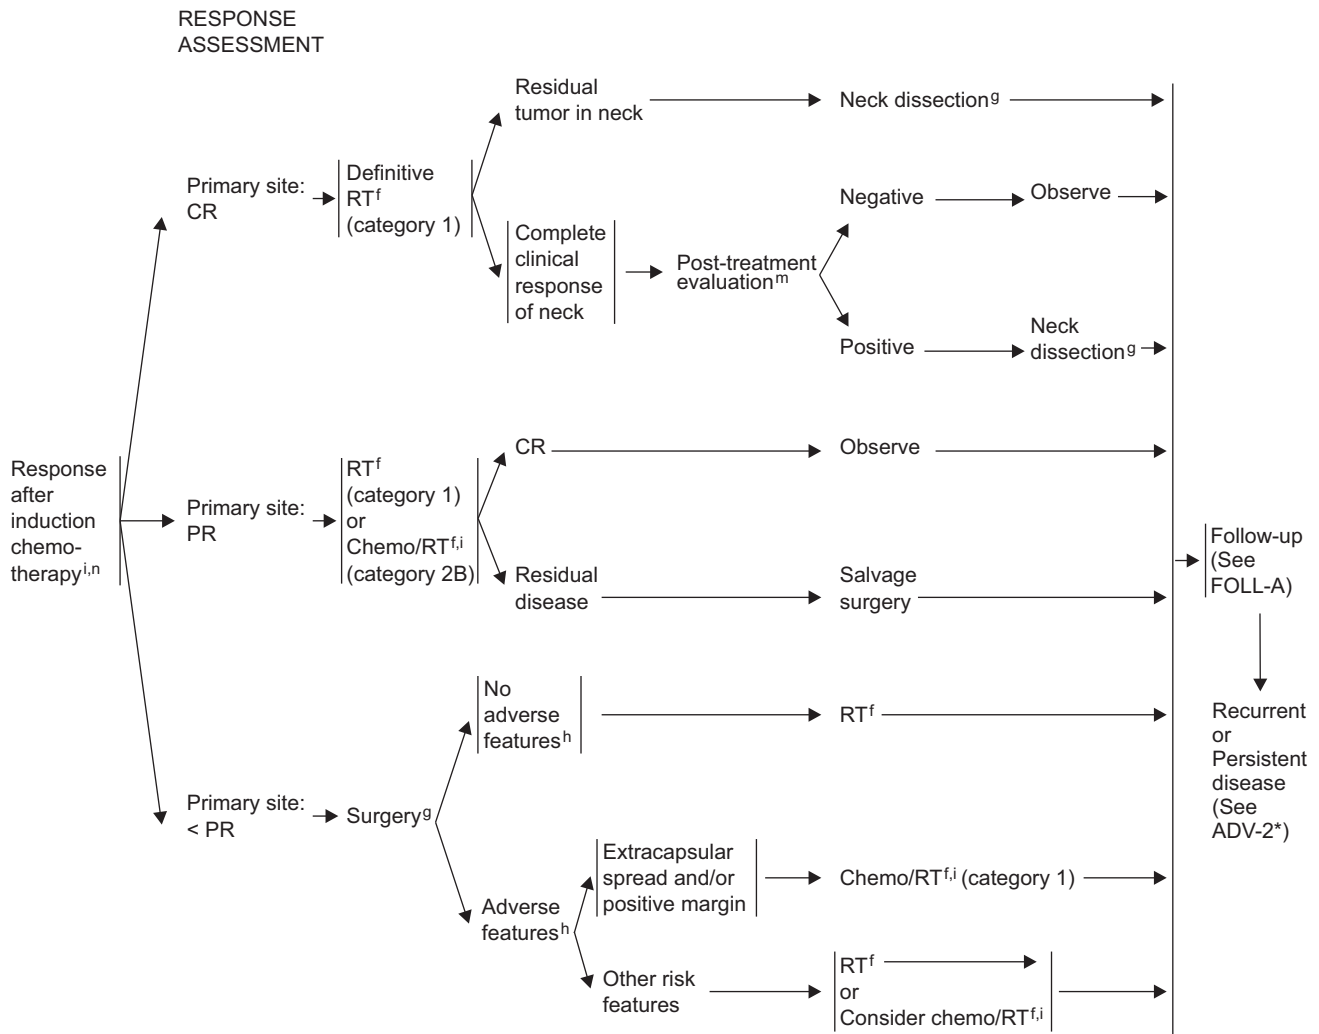 RESPONSE
ASSESSMENT
Response
after
induction
chemo-
therapyi,n
Primary site:
CR
Definitive
RTf
(category 1)
Residual
tumor in neck
Neck dissectiong
Complete
clinical
response
of neck
Post-treatment
evaluationm
Negative
Observe
Positive
Neck
dissectiong
Primary site:
PR
RTf
(category 1)
or
Chemo/RTf,i
(category 2B)
CR
Observe
Residual
disease
Salvage
surgery
Primary site:
< PR
Surgeryg
No
adverse
featuresh
RTf
Adverse
featuresh
Extracapsular
spread and/or
positive margin
Chemo/RTf,i (category 1)
Other risk
features
RTf
or
Consider chemo/RTf,i
Follow-up
(See
FOLL-A)
Recurrent
or
Persistent
disease
(See
ADV-2*)